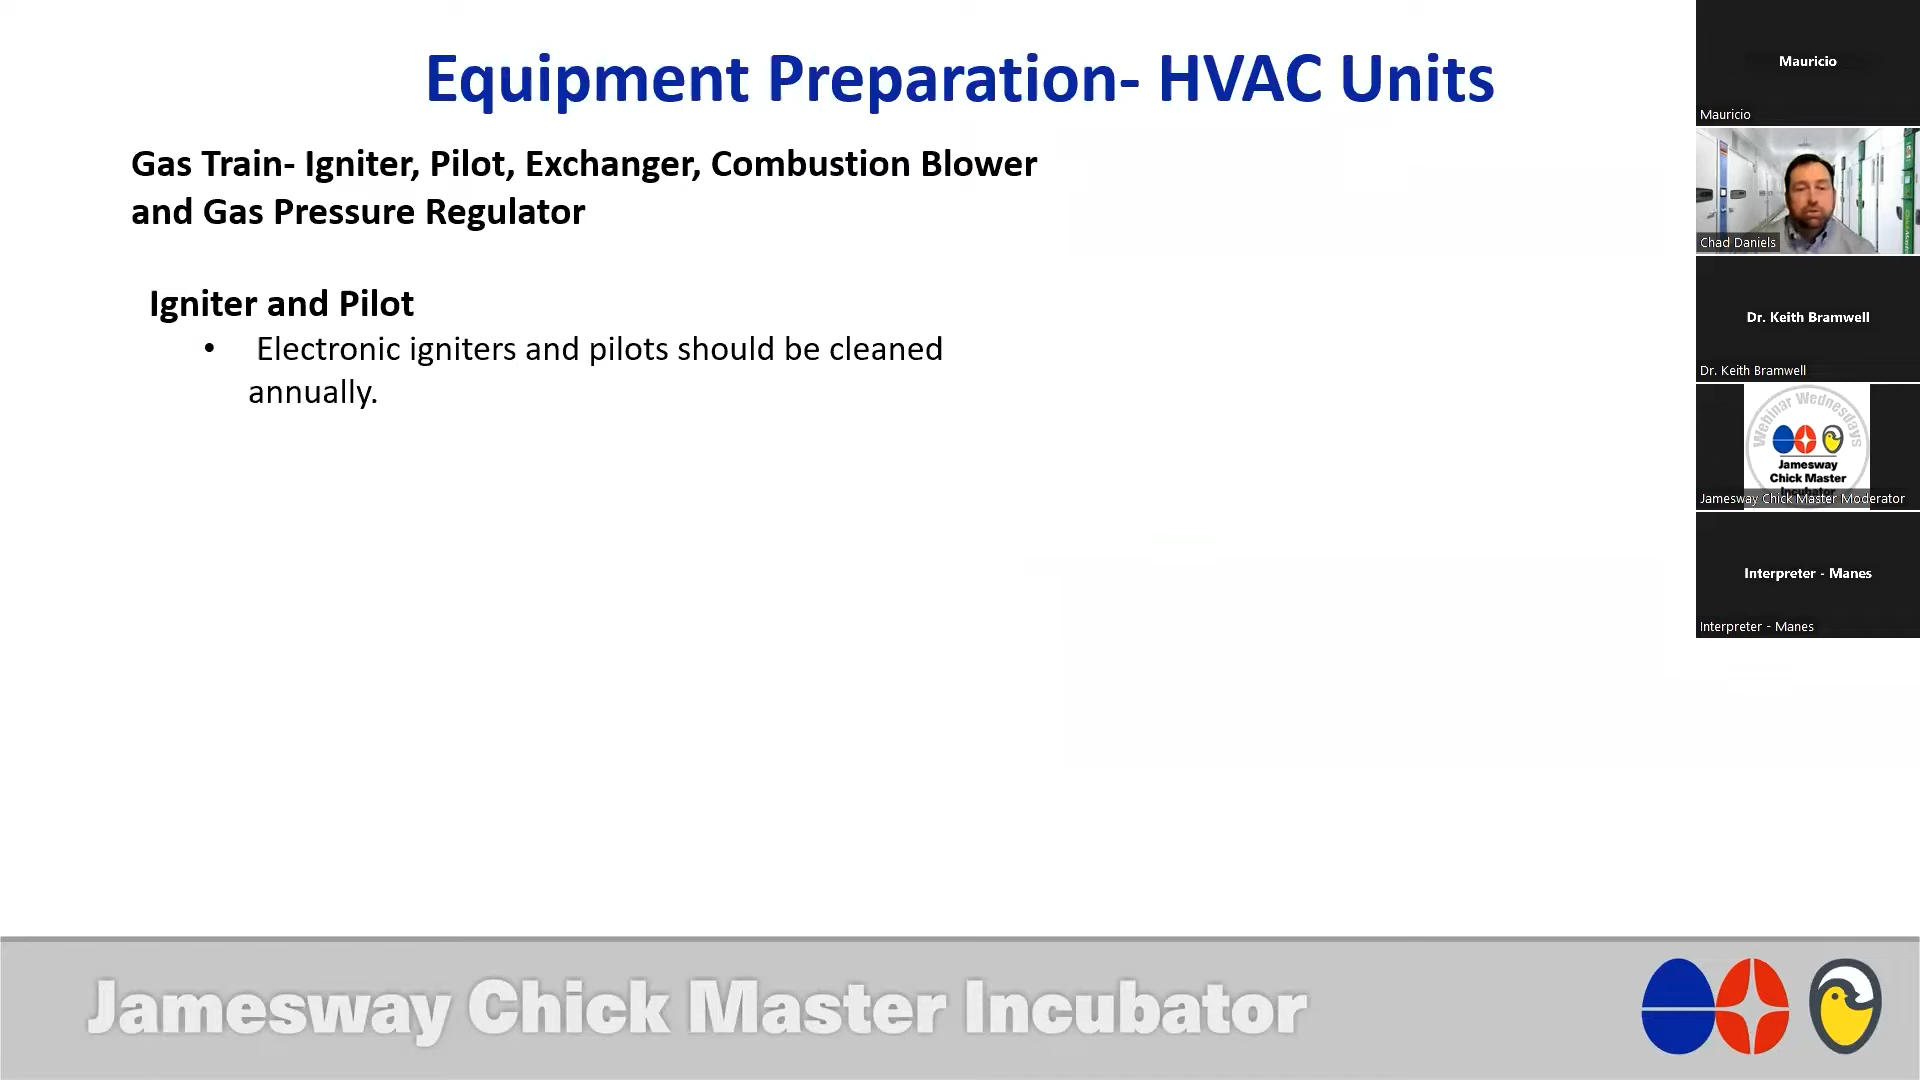 Equipment Preparation- HVAC Units
Gas Train- Igniter, Pilot, Exchanger, Combustion Blower
and Gas Pressure Regulator
Igniter and Pilot
• Electronic igniters and pilots should be cleaned
annually.
Jamesway Chick Master Incubator
Mauricio
Mauricio
Chad Daniels
Dr. Keith Bramwell
Dr. Keith Bramwell
Webinar Wednesdays
Jamesway
Chick Master
Incubator
Jamesway Chick Master Moderator
Interpreter - Manes
Interpreter - Manes